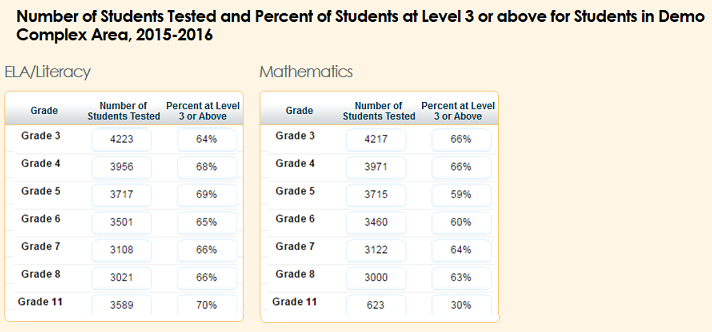 Number of Students Tested and Percent of Students at Level 3 or above for Students in Demo
Complex Area, 2015-2016
ELA/Literacy
Grade Number of Students Tested Percent at Level 3 or Above
Grade 3 4223 64%
Grade 4 3956 68%
Grade 5 3717 69%
Grade 6 3501 65%
Grade 7 3108 66%
Grade 8 3021 66%
Grade 11 3589 70%
Mathematics
Grade Number of Students Tested Percent at Level 3 or Above
Grade 3 4217 66%
Grade 4 3971 66%
Grade 5 3715 59%
Grade 6 3460 60%
Grade 7 3122 64%
Grade 8 3000 63%
Grade 11 623 30%